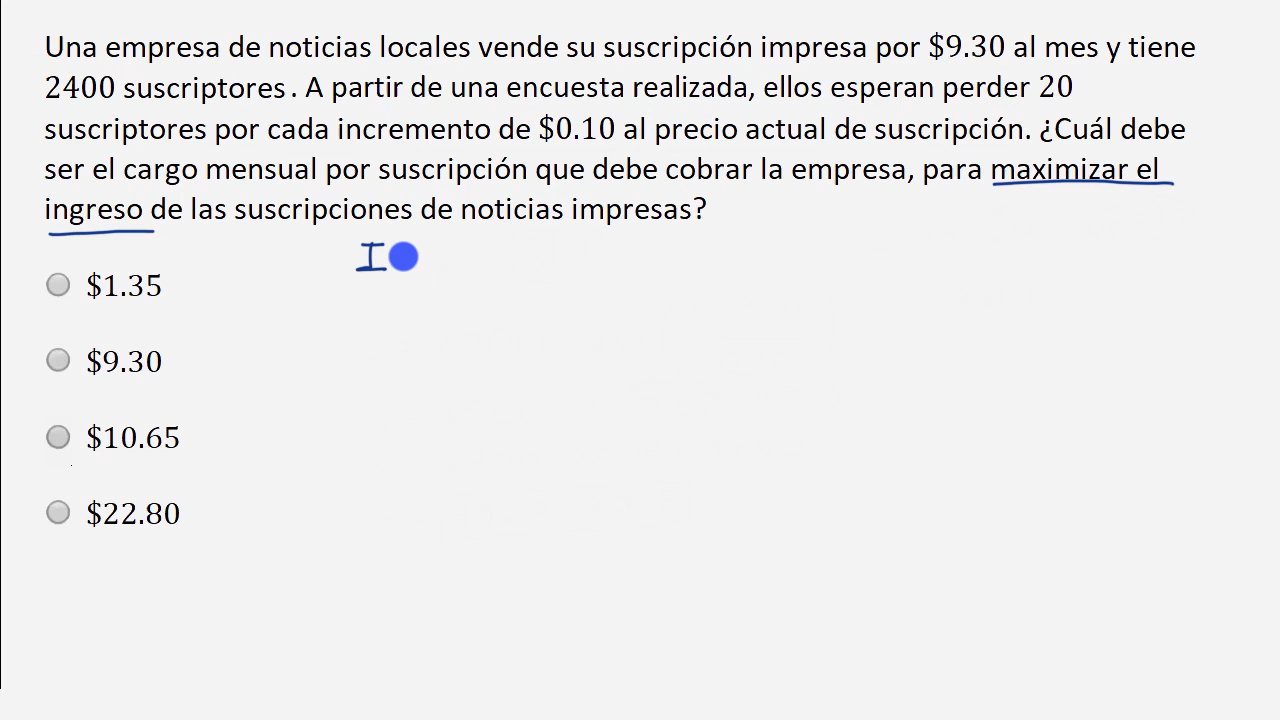 Una empresa de noticias locales vende su suscripción impresa por $9.30 al mes y tiene
2400 suscriptores. A partir de una encuesta realizada, ellos esperan perder 20
suscriptores por cada incremento de $0.10 al precio actual de suscripción. ¿Cuál debe
ser el cargo mensual por suscripción que debe cobrar la empresa, para maximizar el
ingreso de las suscripciones de noticias impresas?
I
$1.35
$9.30
$10.65
$22.80